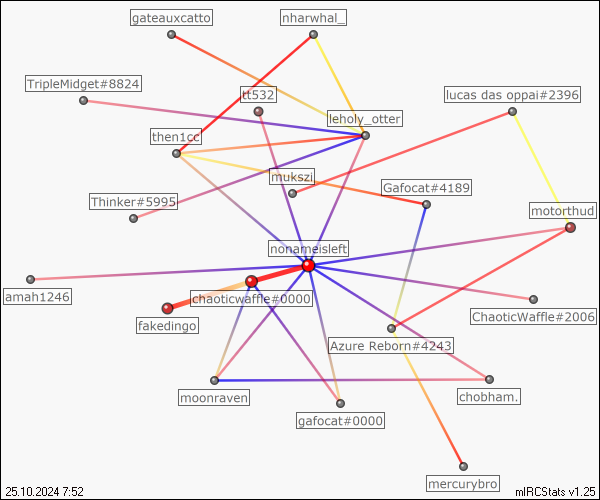 gateauxcatto
nharwhal_
TripleMidget#8824
tt532
lucas das oppai#2396
leholy_otter
then1cc
mukszi
Gafocat#4189
Thinker#5995
motorthud
nonameisleft
amah1246
chaoticwaffle#0000
fakedingo
ChaoticWaffle#2006
Azure Reborn#4243
moonraven
chobham.
gafocat#0000
mercurybro
25.10.2024 7:52
mIRCStats v1.25